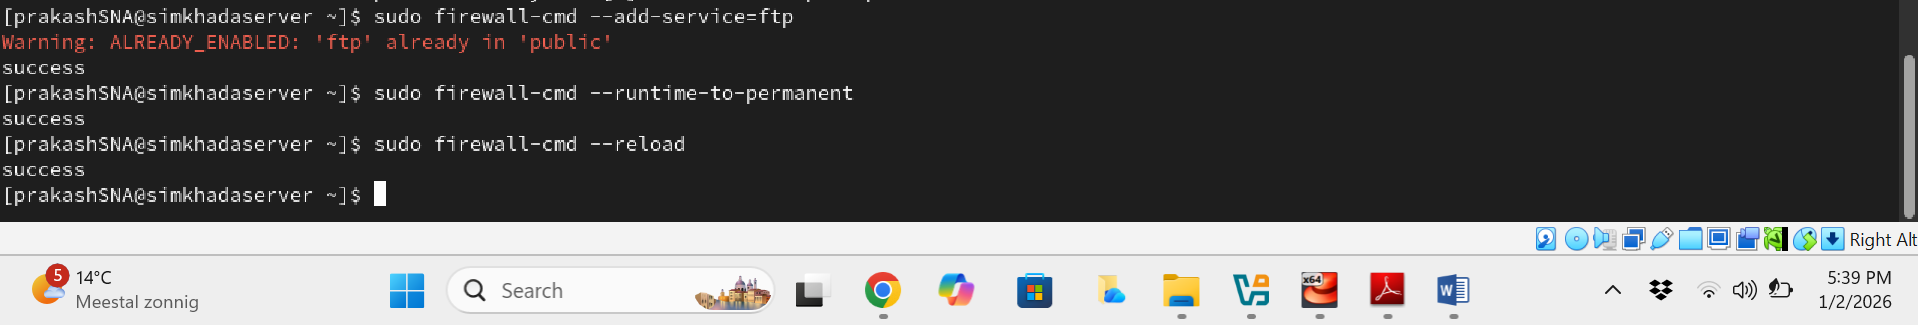 [prakashSNA@simkhadaserver ~]$ sudo firewall-cmd --add-service=ftp
Warning: ALREADY_ENABLED: 'ftp' already in 'public'
success
[prakashSNA@simkhadaserver ~]$ sudo firewall-cmd --runtime-to-permanent
success
[prakashSNA@simkhadaserver ~]$ sudo firewall-cmd --reload
success
[prakashSNA@simkhadaserver ~]$
Right Alt
5
14°C
Meestal zonnig
Search
x64
W
5:39 PM
1/2/2026